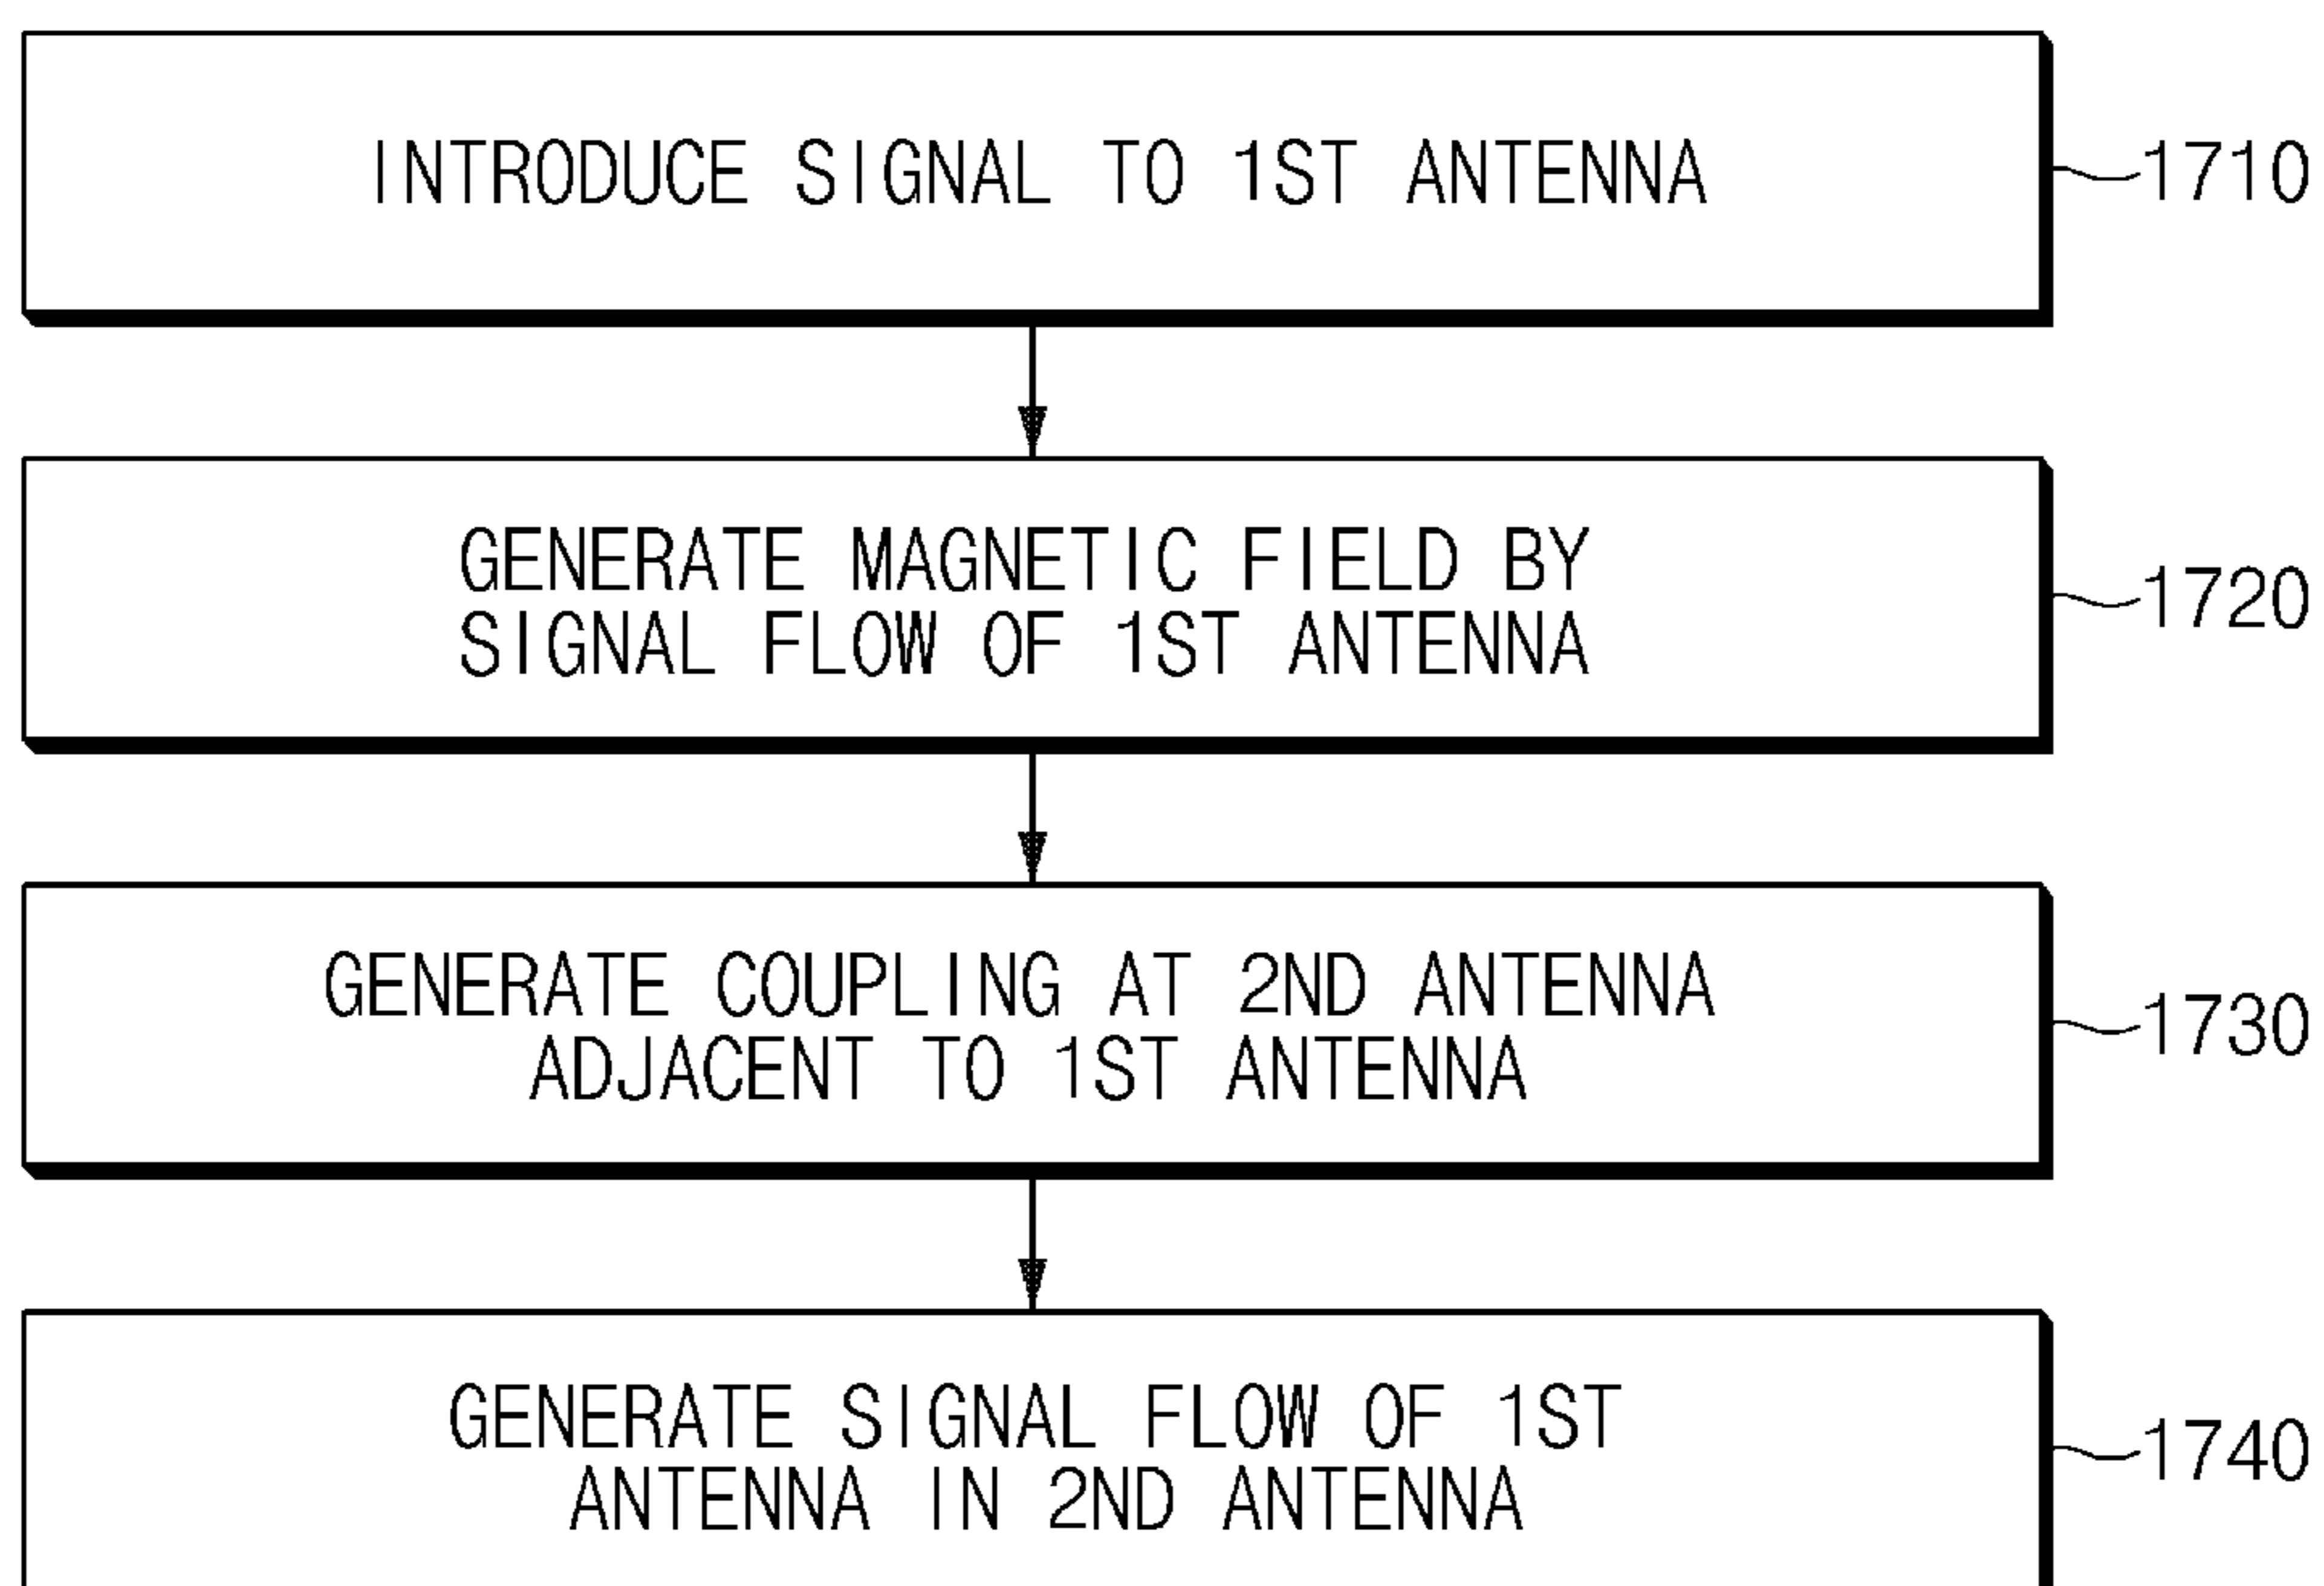 INTRODUCE SIGNAL TO 1ST ANTENNA
1710
GENERATE MAGNETIC FIELD BY
SIGNAL FLOW OF 1ST ANTENNA
1720
GENERATE COUPLING AT 2ND ANTENNA
ADJACENT TO 1ST ANTENNA
1730
GENERATE SIGNAL FLOW OF 1ST
ANTENNA IN 2ND ANTENNA
1740